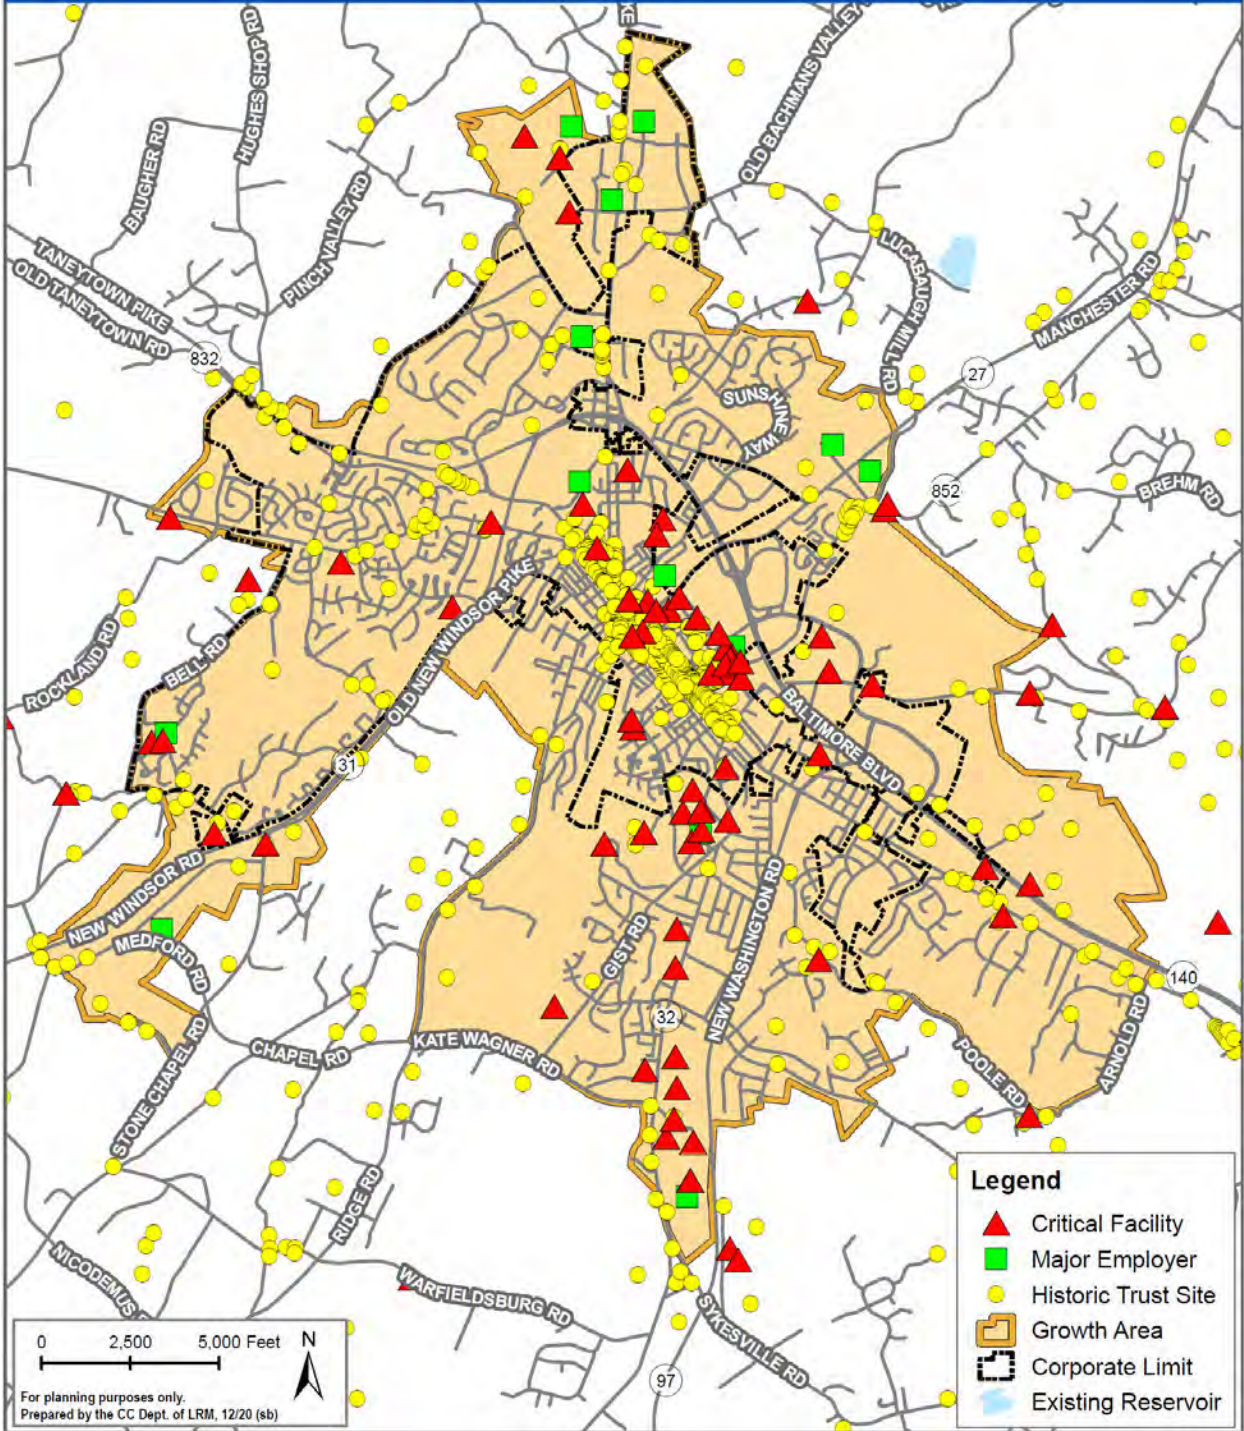 KE
OLD BACHMANS VALLEY
HUGHES SHOP RD
BAUGHER RD
PINCH VALLEY RD
TANEYTOWN PIKE
OLD TANEYTOWN RD
832
LUCABAUGH MILL RD
MANCHESTER RD
27
SUNSHINE WAY
852
BREHM RD
ROCKLAND RD
BELL RD
OLD NEW WINDSOR PIKE
31
BALTIMORE BLVD
NEW WINDSOR RD
MEDFORD RD
GIST RD
NEW WASHINGTON RD
140
32
STONE CHAPEL RD
CHAPEL RD
KATE WAGNER RD
POOLE RD
ARNOLD RD
RIDGE RD
NICODEMUS
WARFIELDSBURG RD
SYKESVILLE RD
97
Legend
Critical Facility
Major Employer
Historic Trust Site
Growth Area
Corporate Limit
Existing Reservoir
0 2,500 5,000 Feet
N
For planning purposes only.
Prepared by the CC Dept. of LRM, 12/20 (sb)